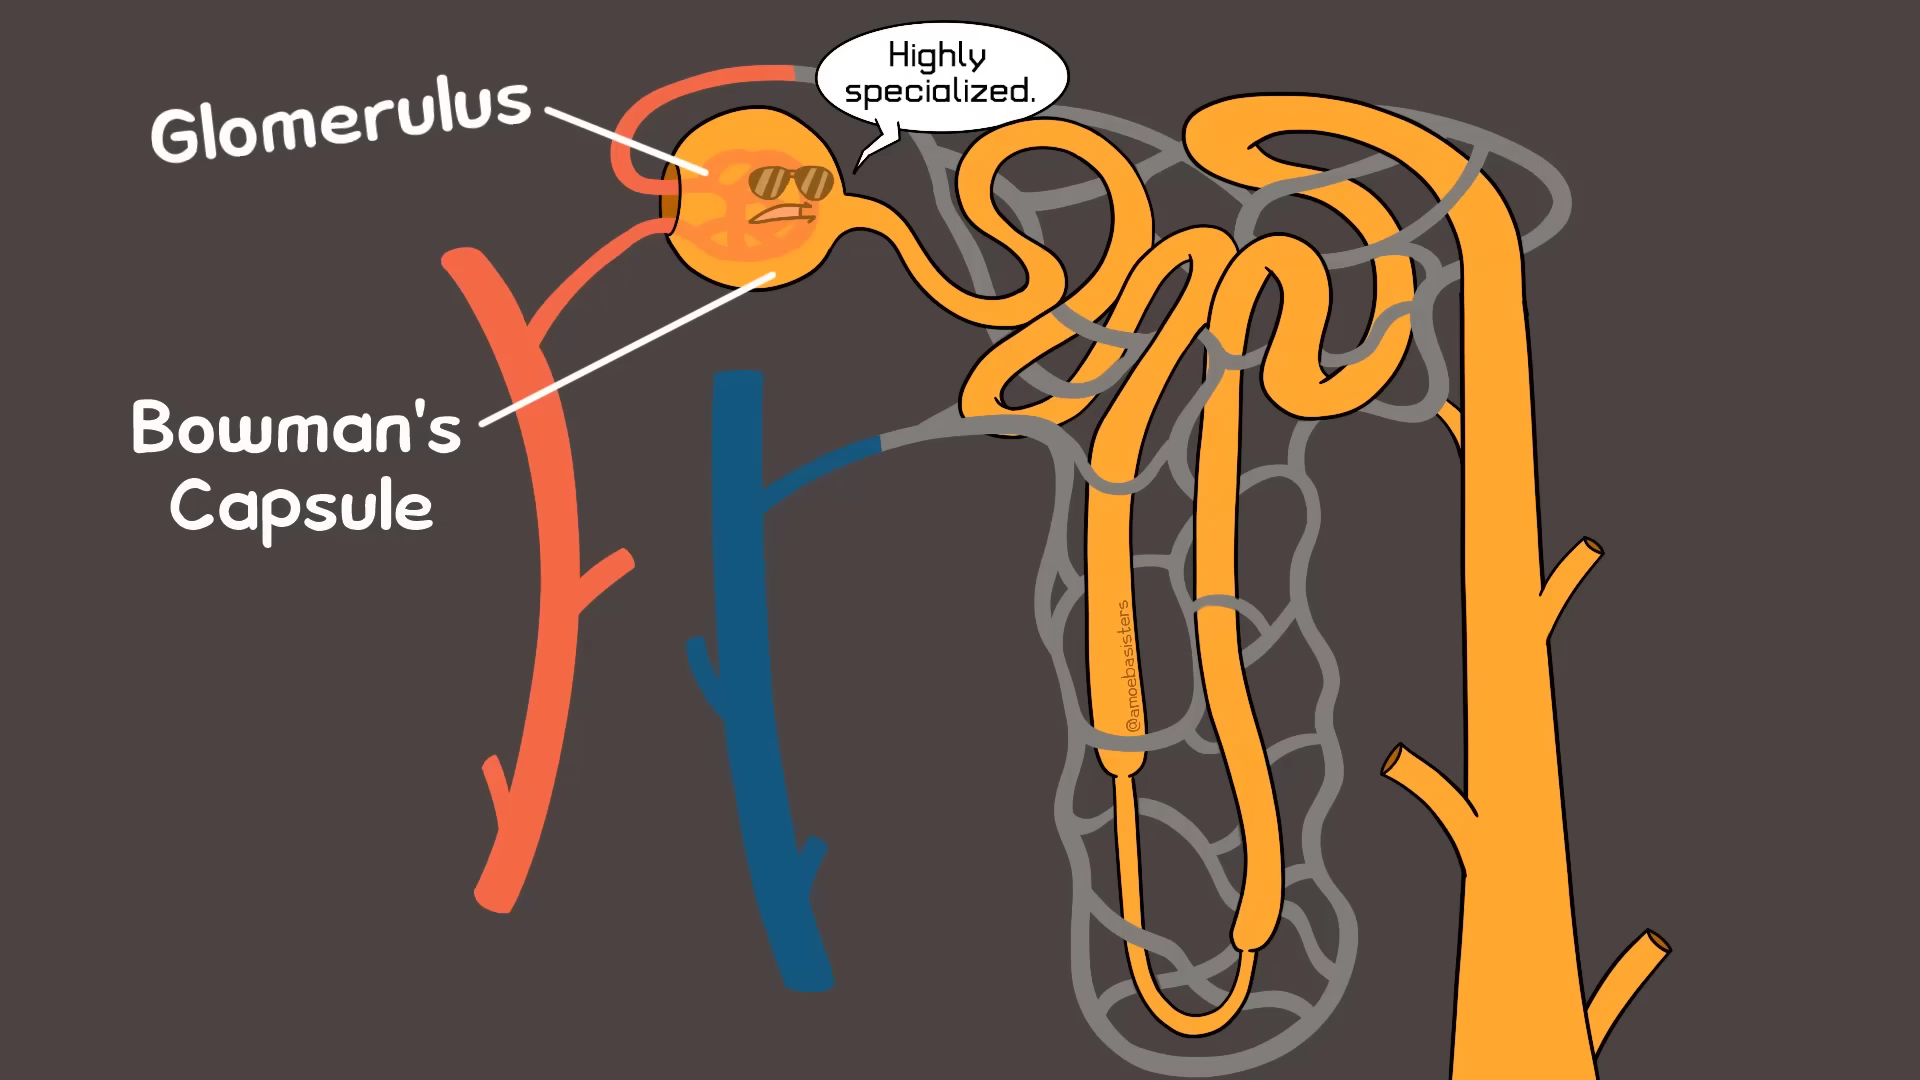 Highly
specialized.
Glomerulus
Bowman's
Capsule
@amoebasisters